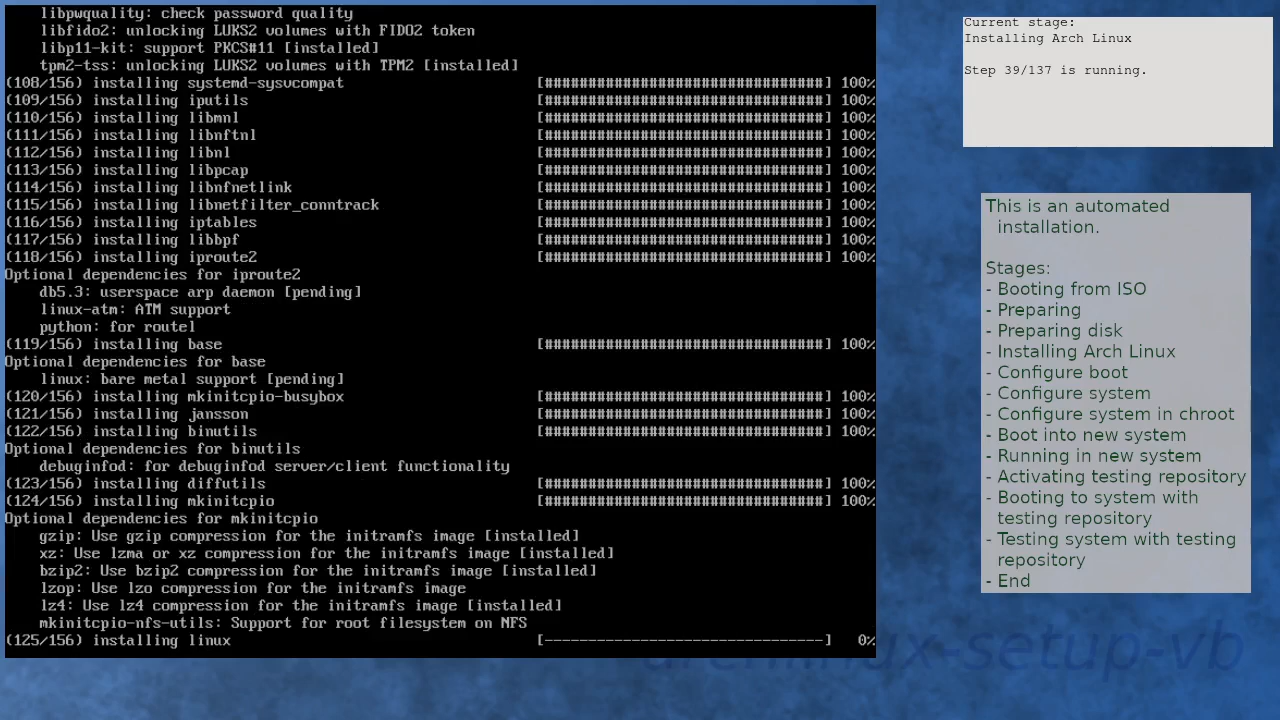 libpwquality: check password quality
libfido2: unlocking LUKS2 volumes with FIDO2 token
libp11-kit: support PKCS#11 [installed]
tpm2-tss: unlocking LUKS2 volumes with TPM2 [installed]
(108/156) installing systemd-sysvcompat [################################] 100%
(109/156) installing iputils [################################] 100%
(110/156) installing libmnl [################################] 100%
(111/156) installing libnftnl [################################] 100%
(112/156) installing libnl [################################] 100%
(113/156) installing libpcap [################################] 100%
(114/156) installing libnfnetlink [################################] 100%
(115/156) installing libnetfilter_conntrack [################################] 100%
(116/156) installing iptables [################################] 100%
(117/156) installing libbpf [################################] 100%
(118/156) installing iproute2 [################################] 100%
Optional dependencies for iproute2
db5.3: userspace arp daemon [pending]
linux-atm: ATM support
python: for routel
(119/156) installing base [################################] 100%
Optional dependencies for base
linux: bare metal support [pending]
(120/156) installing mkinitcpio-busybox [################################] 100%
(121/156) installing jansson [################################] 100%
(122/156) installing binutils [################################] 100%
Optional dependencies for binutils
debuginfod: for debuginfod server/client functionality
(123/156) installing diffutils [################################] 100%
(124/156) installing mkinitcpio [################################] 100%
Optional dependencies for mkinitcpio
gzip: Use gzip compression for the initramfs image [installed]
xz: Use lzma or xz compression for the initramfs image [installed]
bzip2: Use bzip2 compression for the initramfs image [installed]
lzop: Use lzo compression for the initramfs image
lz4: Use lz4 compression for the initramfs image [installed]
mkinitcpio-nfs-utils: Support for root filesystem on NFS
(125/156) installing linux [--------------------------------] 0%
Current stage:
Installing Arch Linux
Step 39/137 is running.
This is an automated
installation.
Stages:
- Booting from ISO
- Preparing
- Preparing disk
- Installing Arch Linux
- Configure boot
- Configure system
- Configure system in chroot
- Boot into new system
- Running in new system
- Activating testing repository
- Booting to system with
testing repository
- Testing system with testing
repository
- End
archlinux-setup-vb